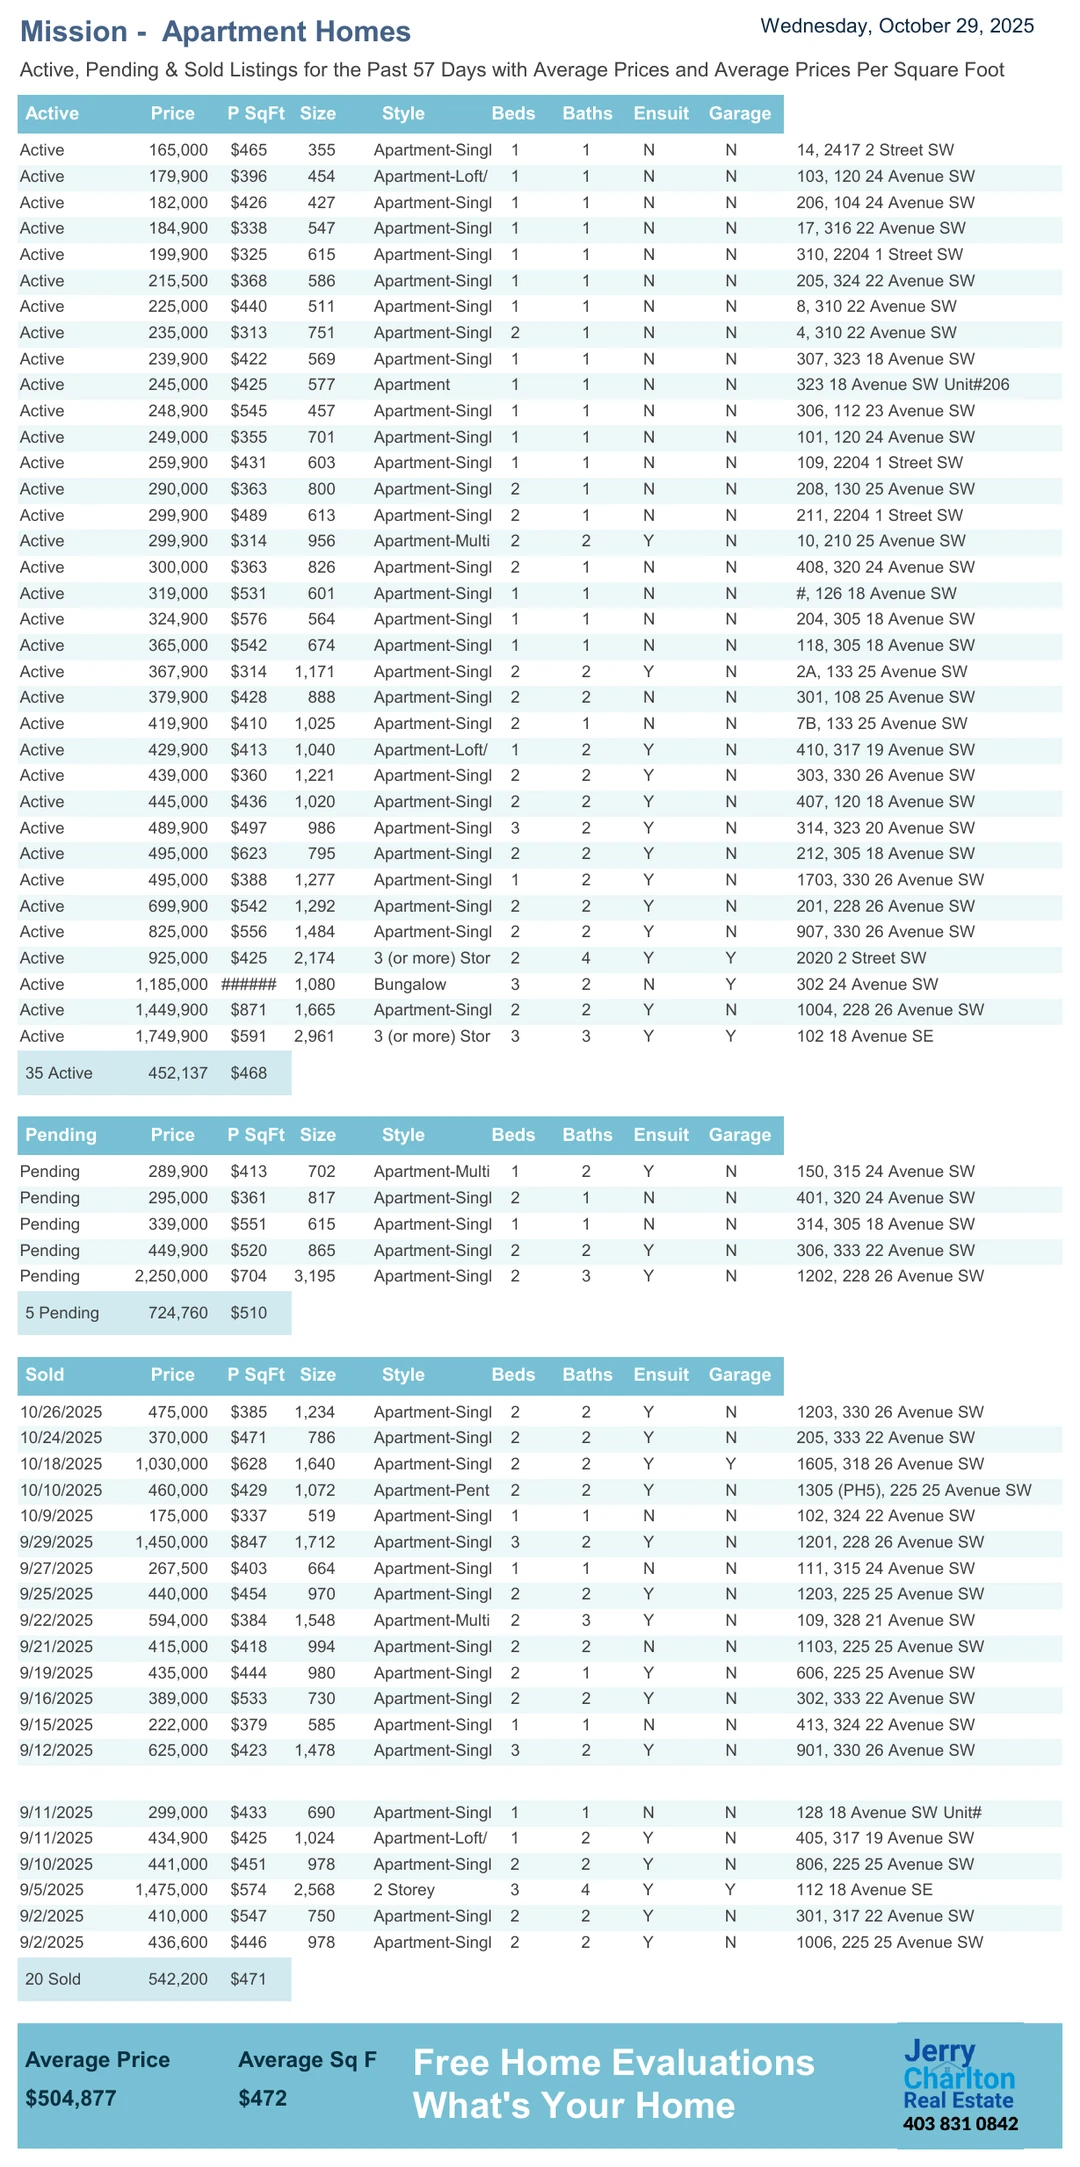 Mission -  Apartment Homes
Wednesday, October 29, 2025
Active, Pending & Sold Listings for the Past 57 Days with Average Prices and Average Prices Per Square Foot
Active Price P SqFt Size Style Beds Baths Ensuit Garage
Active 165,000 $465 355 Apartment-Singl 1 1 N N 14, 2417 2 Street SW
Active 179,900 $396 454 Apartment-Loft/ 1 1 N N 103, 120 24 Avenue SW
Active 182,000 $426 427 Apartment-Singl 1 1 N N 206, 104 24 Avenue SW
Active 184,900 $338 547 Apartment-Singl 1 1 N N 17, 316 22 Avenue SW
Active 199,900 $325 615 Apartment-Singl 1 1 N N 310, 2204 1 Street SW
Active 215,500 $368 586 Apartment-Singl 1 1 N N 205, 324 22 Avenue SW
Active 225,000 $440 511 Apartment-Singl 1 1 N N 8, 310 22 Avenue SW
Active 235,000 $313 751 Apartment-Singl 2 1 N N 4, 310 22 Avenue SW
Active 239,900 $422 569 Apartment-Singl 1 1 N N 307, 323 18 Avenue SW
Active 245,000 $425 577 Apartment 1 1 N N 323 18 Avenue SW Unit#206
Active 248,900 $545 457 Apartment-Singl 1 1 N N 306, 112 23 Avenue SW
Active 249,000 $355 701 Apartment-Singl 1 1 N N 101, 120 24 Avenue SW
Active 259,900 $431 603 Apartment-Singl 1 1 N N 109, 2204 1 Street SW
Active 290,000 $363 800 Apartment-Singl 2 1 N N 208, 130 25 Avenue SW
Active 299,900 $489 613 Apartment-Singl 2 1 N N 211, 2204 1 Street SW
Active 299,900 $314 956 Apartment-Multi 2 2 Y N 10, 210 25 Avenue SW
Active 300,000 $363 826 Apartment-Singl 2 1 N N 408, 320 24 Avenue SW
Active 319,000 $531 601 Apartment-Singl 1 1 N N #, 126 18 Avenue SW
Active 324,900 $576 564 Apartment-Singl 1 1 N N 204, 305 18 Avenue SW
Active 365,000 $542 674 Apartment-Singl 1 1 N N 118, 305 18 Avenue SW
Active 367,900 $314 1,171 Apartment-Singl 2 2 Y N 2A, 133 25 Avenue SW
Active 379,900 $428 888 Apartment-Singl 2 2 N N 301, 108 25 Avenue SW
Active 419,900 $410 1,025 Apartment-Singl 2 1 N N 7B, 133 25 Avenue SW
Active 429,900 $413 1,040 Apartment-Loft/ 1 2 Y N 410, 317 19 Avenue SW
Active 439,000 $360 1,221 Apartment-Singl 2 2 Y N 303, 330 26 Avenue SW
Active 445,000 $436 1,020 Apartment-Singl 2 2 Y N 407, 120 18 Avenue SW
Active 489,900 $497 986 Apartment-Singl 3 2 Y N 314, 323 20 Avenue SW
Active 495,000 $623 795 Apartment-Singl 2 2 Y N 212, 305 18 Avenue SW
Active 495,000 $388 1,277 Apartment-Singl 1 2 Y N 1703, 330 26 Avenue SW
Active 699,900 $542 1,292 Apartment-Singl 2 2 Y N 201, 228 26 Avenue SW
Active 825,000 $556 1,484 Apartment-Singl 2 2 Y N 907, 330 26 Avenue SW
Active 925,000 $425 2,174 3 (or more) Stor 2 4 Y Y 2020 2 Street SW
Active 1,185,000 ###### 1,080 Bungalow 3 2 N Y 302 24 Avenue SW
Active 1,449,900 $871 1,665 Apartment-Singl 2 2 Y N 1004, 228 26 Avenue SW
Active 1,749,900 $591 2,961 3 (or more) Stor 3 3 Y Y 102 18 Avenue SE
35 Active 452,137 $468
Pending Price P SqFt Size Style Beds Baths Ensuit Garage
Pending 289,900 $413 702 Apartment-Multi 1 2 Y N 150, 315 24 Avenue SW
Pending 295,000 $361 817 Apartment-Singl 2 1 N N 401, 320 24 Avenue SW
Pending 339,000 $551 615 Apartment-Singl 1 1 N N 314, 305 18 Avenue SW
Pending 449,900 $520 865 Apartment-Singl 2 2 Y N 306, 333 22 Avenue SW
Pending 2,250,000 $704 3,195 Apartment-Singl 2 3 Y N 1202, 228 26 Avenue SW
5 Pending 724,760 $510
Sold Price P SqFt Size Style Beds Baths Ensuit Garage
10/26/2025 475,000 $385 1,234 Apartment-Singl 2 2 Y N 1203, 330 26 Avenue SW
10/24/2025 370,000 $471 786 Apartment-Singl 2 2 Y N 205, 333 22 Avenue SW
10/18/2025 1,030,000 $628 1,640 Apartment-Singl 2 2 Y Y 1605, 318 26 Avenue SW
10/10/2025 460,000 $429 1,072 Apartment-Pent 2 2 Y N 1305 (PH5), 225 25 Avenue SW
10/9/2025 175,000 $337 519 Apartment-Singl 1 1 N N 102, 324 22 Avenue SW
9/29/2025 1,450,000 $847 1,712 Apartment-Singl 3 2 Y N 1201, 228 26 Avenue SW
9/27/2025 267,500 $403 664 Apartment-Singl 1 1 N N 111, 315 24 Avenue SW
9/25/2025 440,000 $454 970 Apartment-Singl 2 2 Y N 1203, 225 25 Avenue SW
9/22/2025 594,000 $384 1,548 Apartment-Multi 2 3 Y N 109, 328 21 Avenue SW
9/21/2025 415,000 $418 994 Apartment-Singl 2 2 N N 1103, 225 25 Avenue SW
9/19/2025 435,000 $444 980 Apartment-Singl 2 1 Y N 606, 225 25 Avenue SW
9/16/2025 389,000 $533 730 Apartment-Singl 2 2 Y N 302, 333 22 Avenue SW
9/15/2025 222,000 $379 585 Apartment-Singl 1 1 N N 413, 324 22 Avenue SW
9/12/2025 625,000 $423 1,478 Apartment-Singl 3 2 Y N 901, 330 26 Avenue SW
9/11/2025 299,000 $433 690 Apartment-Singl 1 1 N N 128 18 Avenue SW Unit#
9/11/2025 434,900 $425 1,024 Apartment-Loft/ 1 2 Y N 405, 317 19 Avenue SW
9/10/2025 441,000 $451 978 Apartment-Singl 2 2 Y N 806, 225 25 Avenue SW
9/5/2025 1,475,000 $574 2,568 2 Storey 3 4 Y Y 112 18 Avenue SE
9/2/2025 410,000 $547 750 Apartment-Singl 2 2 Y N 301, 317 22 Avenue SW
9/2/2025 436,600 $446 978 Apartment-Singl 2 2 Y N 1006, 225 25 Avenue SW
20 Sold 542,200 $471
Average Price Average Sq F
$504,877 $472
Free Home Evaluations
What's Your Home
Jerry
Charlton
Real Estate
403 831 0842